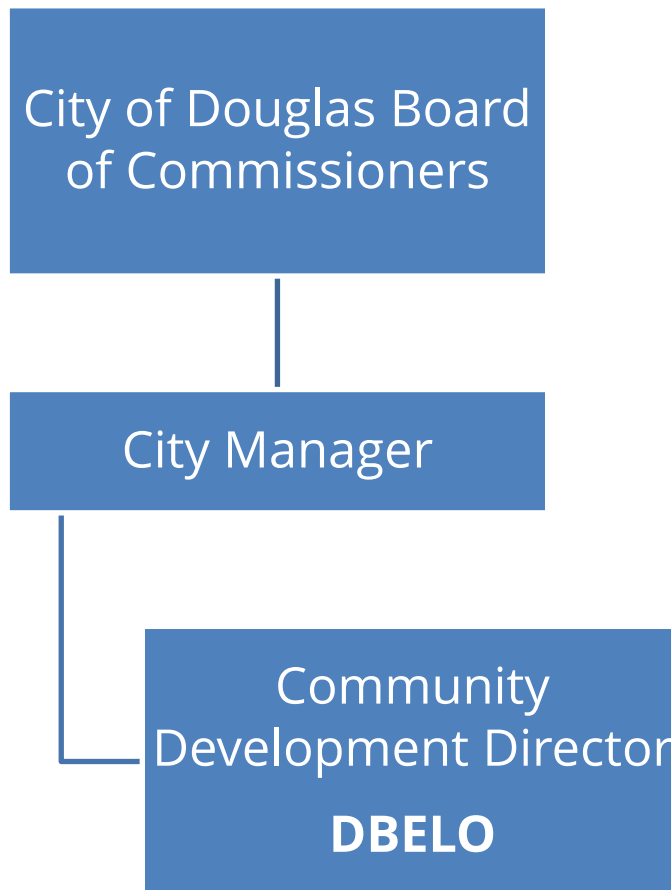 City of Douglas Board
of Commissioners
City Manager
Community
Development Director
DBELO